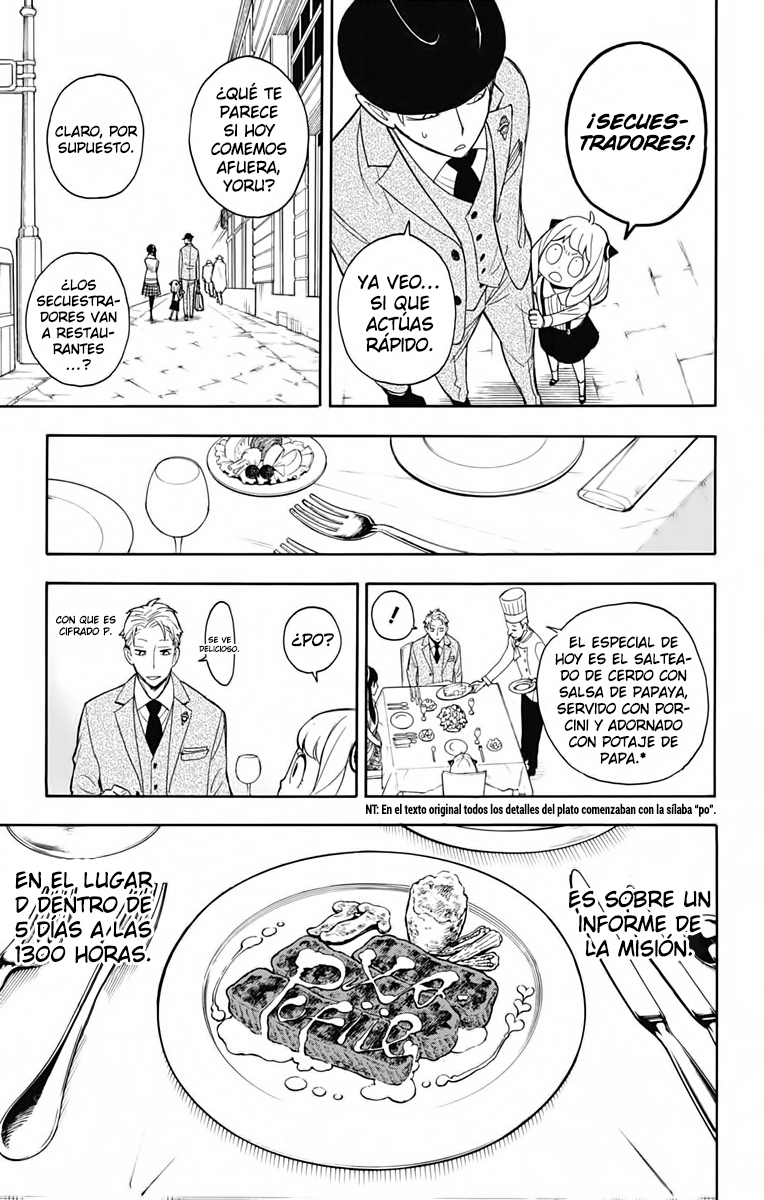 ¡SECUES-
TRADORES!
YA VEO...
SI QUE
ACTÚAS
RÁPIDO.
¿QUÉ TE
PARECE
SI HOY
COMEMOS
AFUERA,
YORU?
CLARO, POR
SUPUESTO.
¿LOS
SECUESTRA-
DORES VAN
A RESTAU-
RANTES
...?
EL ESPECIAL DE
HOY ES EL SALTEA-
DO DE CERDO CON
SALSA DE PAPAYA,
SERVIDO CON POR-
CINI Y ADORNADO
CON POTAJE DE
PAPA.*
!
NT: En el texto original todos los detalles del plato comenzaban con la sílaba “po”.
¿PO?
SE VE
DELICIOSO.
CON QUE ES
CIFRADO P.
ES SOBRE UN
INFORME DE
LA MISIÓN.
EN EL LUGAR
D DENTRO DE
5 DÍAS A LAS
1300 HORAS.